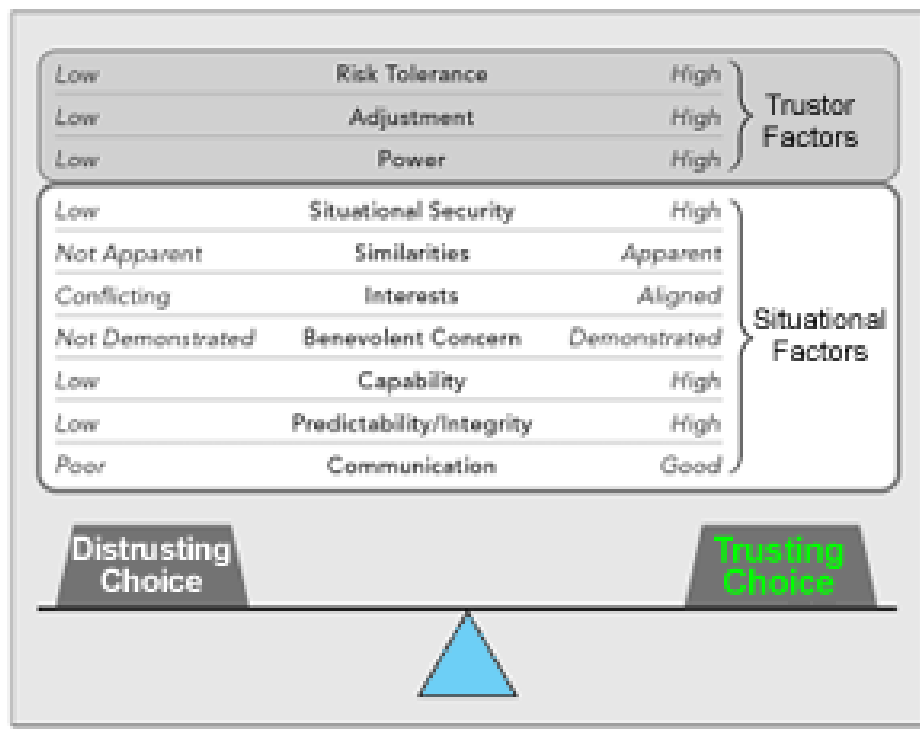 Low Risk Tolerance High
Low Adjustment High
Low Power High
Trustor
Factors
Low Situational Security High
Not Apparent Similarities Apparent
Conflicting Interests Aligned
Not Demonstrated Benevolent Concern Demonstrated
Low Capability High
Low Predictability/Integrity High
Poor Communication Good
Situational
Factors
Distrusting
Choice
Trusting
Choice